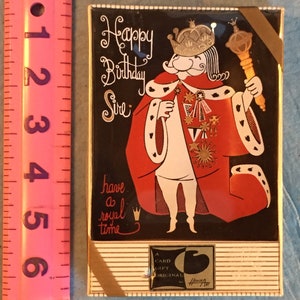 1
2
3
4
5
6
Happy
Birthday
Sire
have
a
royal
time
A
CARD
GIFT
ORIGINAL